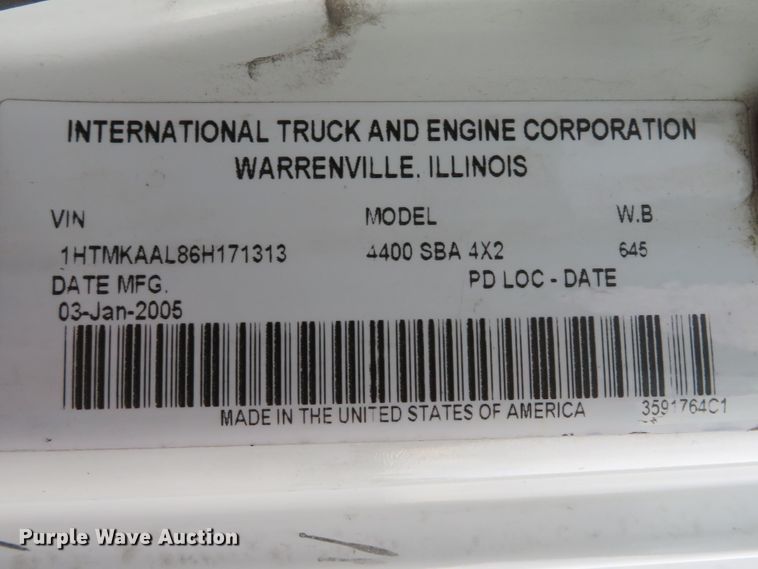 INTERNATIONAL TRUCK AND ENGINE CORPORATION
WARRENVILLE, ILLINOIS
VIN MODEL W.B
1HTMKAAL86H171313 4400 SBA 4X2 645
DATE MFG. PD LOC - DATE
03-Jan-2005
MADE IN THE UNITED STATES OF AMERICA 3591764C1
Purple Wave Auction